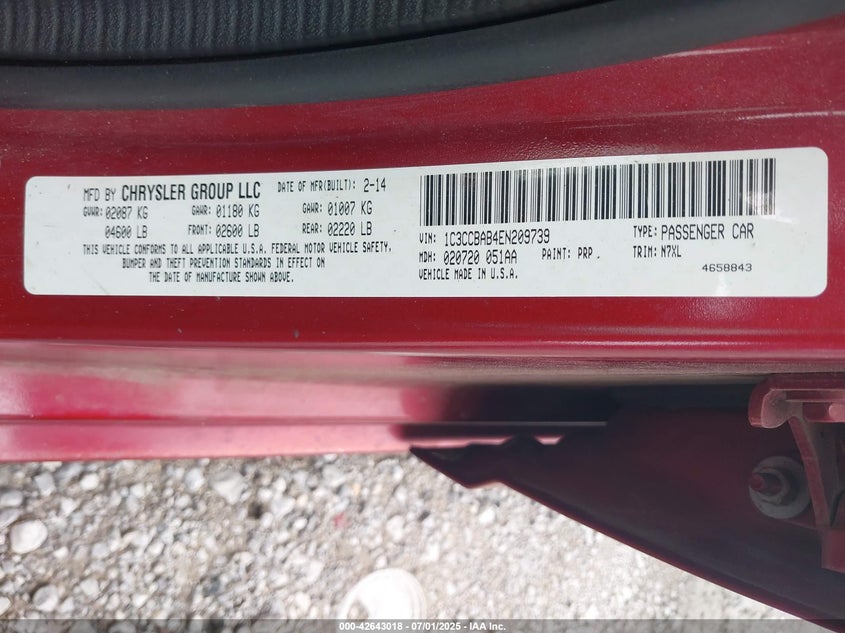 MFD BY CHRYSLER GROUP LLC DATE OF MFR(BUILT): 2-14
GVWR: 02087 KG GAWR: 01180 KG GAWR: 01007 KG
04600 LB FRONT: 02600 LB REAR: 02220 LB
THIS VEHICLE CONFORMS TO ALL APPLICABLE U.S.A. FEDERAL MOTOR VEHICLE SAFETY,
BUMPER AND THEFT PREVENTION STANDARDS IN EFFECT ON
THE DATE OF MANUFACTURE SHOWN ABOVE.
VIN: 1C3CCBAB4EN209739 TYPE: PASSENGER CAR
MDH: 020720 051AA PAINT: PRP . TRIM: N7XL
VEHICLE MADE IN U.S.A. 4658843
000-42643018 - 07/01/2025 - © IAA Inc.